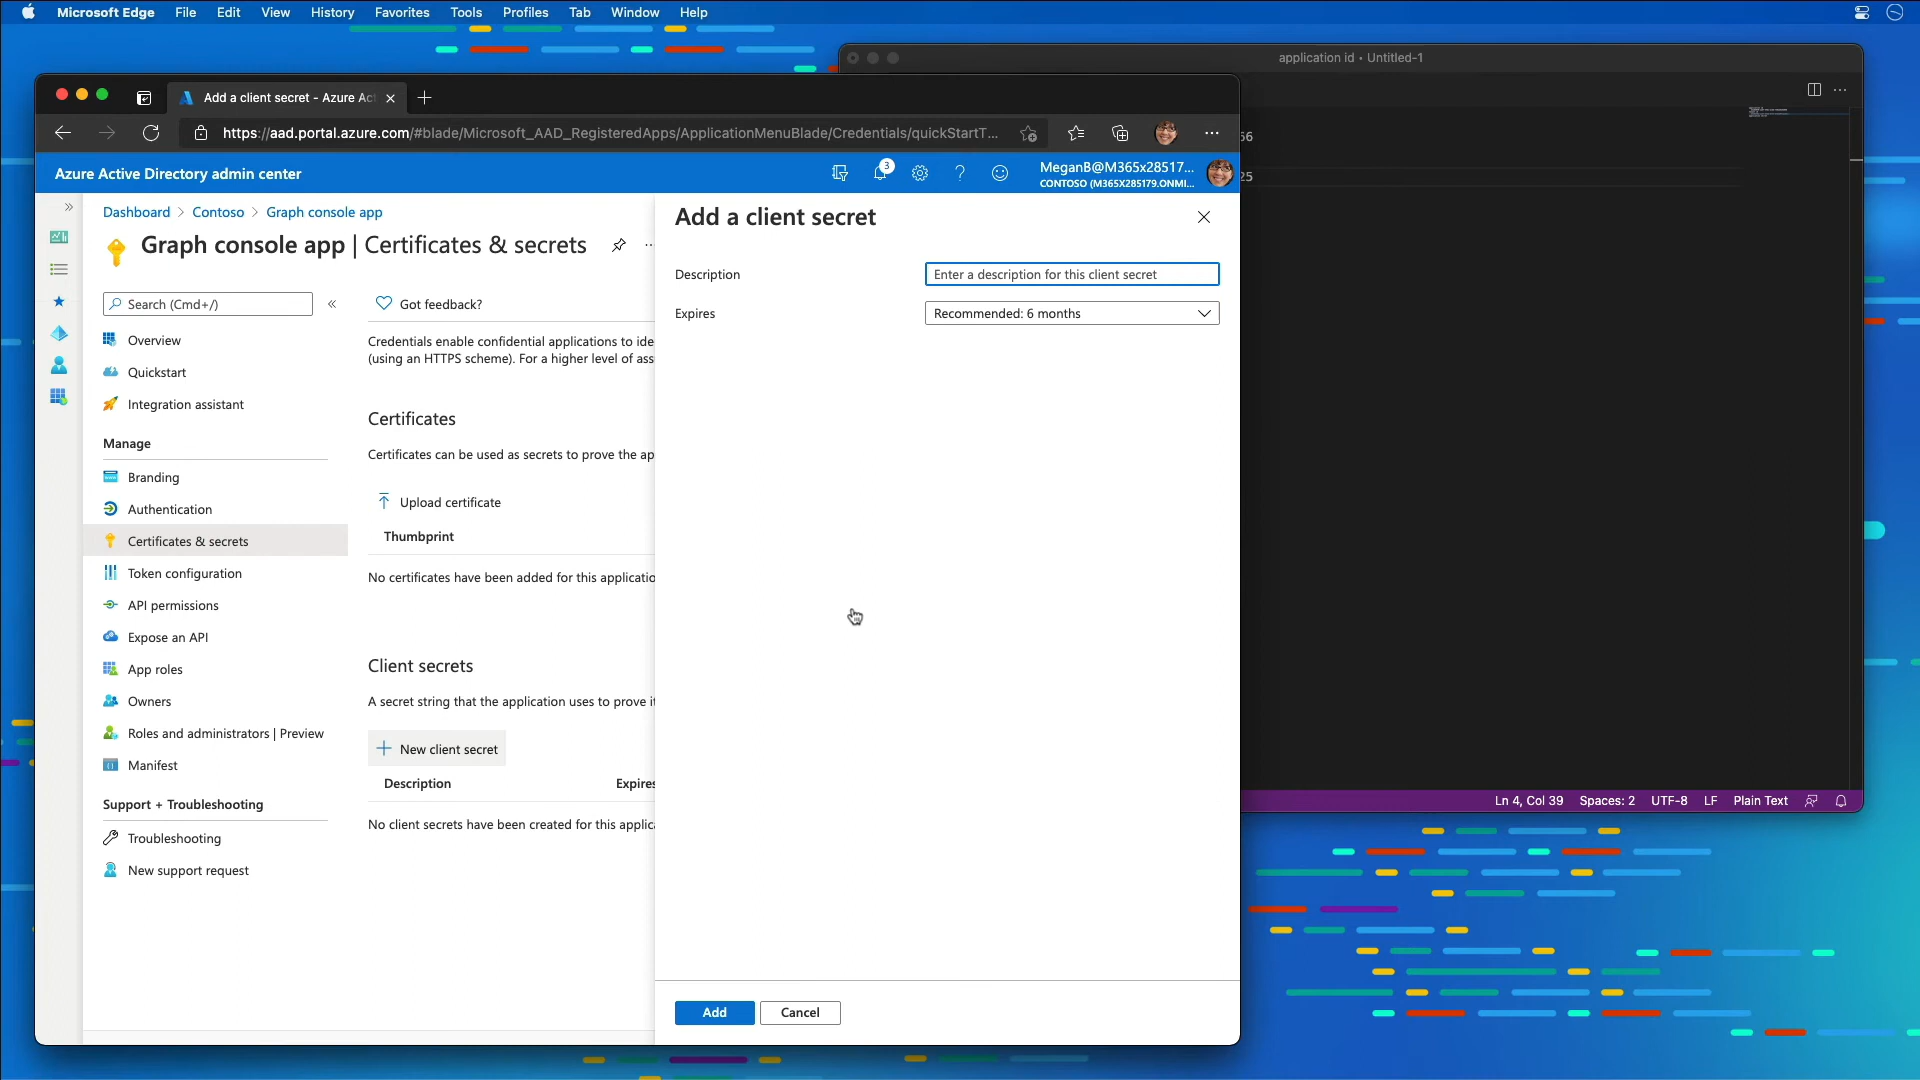 Microsoft Edge File Edit View History Favorites Tools Profiles Tab Window Help
application id • Untitled-1
Add a client secret - Azure Ac
https://aad.portal.azure.com/#blade/Microsoft_AAD_RegisteredApps/ApplicationMenuBlade/Credentials/quickStartT...
56
25
Azure Active Directory admin center
3
MeganB@M365x28517...
CONTOSO (M365X285179.ONMI...
Dashboard > Contoso > Graph console app
Graph console app | Certificates & secrets
Search (Cmd+/)
Overview
Quickstart
Integration assistant
Manage
Branding
Authentication
Certificates & secrets
Token configuration
API permissions
Expose an API
App roles
Owners
Roles and administrators | Preview
Manifest
Support + Troubleshooting
Troubleshooting
New support request
Got feedback?
Credentials enable confidential applications to ide
(using an HTTPS scheme). For a higher level of ass
Certificates
Certificates can be used as secrets to prove the ap
Upload certificate
Thumbprint
No certificates have been added for this applicatio
Client secrets
A secret string that the application uses to prove it
New client secret
Description Expires
No client secrets have been created for this applica
Add a client secret
Description
Enter a description for this client secret
Expires
Recommended: 6 months
Add Cancel
Ln 4, Col 39 Spaces: 2 UTF-8 LF Plain Text